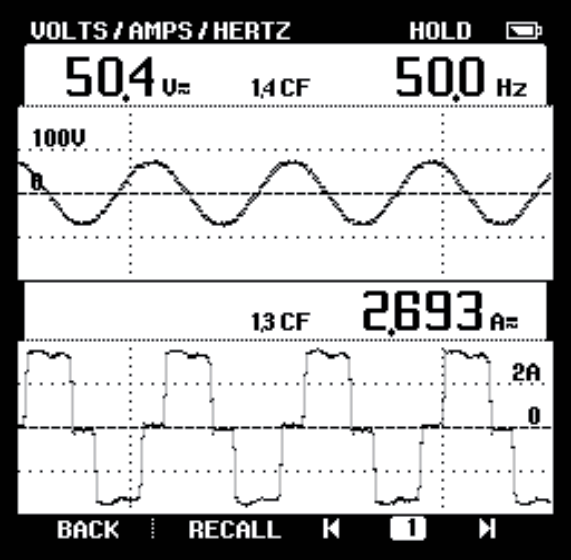 VOLTS/AMPS/HERTZ HOLD
50.4 V≂ 1.4 CF 50.0 Hz
100V
0
1.3 CF 2.693 A≂
2A
0
BACK RECALL 1